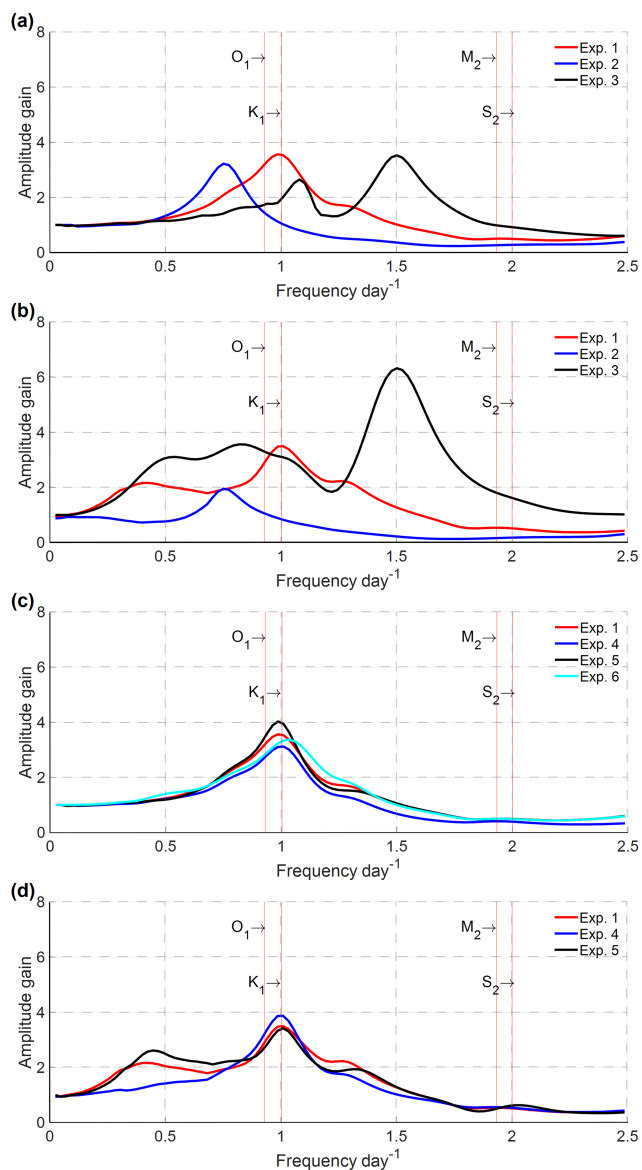 (a)
8
6
4
2
0
Amplitude gain
O₁→
K₁→
M₂→
S₂→
Exp. 1
Exp. 2
Exp. 3
0
0.5
1
1.5
2
2.5
Frequency day⁻¹
(b)
8
6
4
2
0
Amplitude gain
O₁→
K₁→
M₂→
S₂→
Exp. 1
Exp. 2
Exp. 3
0
0.5
1
1.5
2
2.5
Frequency day⁻¹
(c)
8
6
4
2
0
Amplitude gain
O₁→
K₁→
M₂→
S₂→
Exp. 1
Exp. 4
Exp. 5
Exp. 6
0
0.5
1
1.5
2
2.5
Frequency day⁻¹
(d)
8
6
4
2
0
Amplitude gain
O₁→
K₁→
M₂→
S₂→
Exp. 1
Exp. 4
Exp. 5
0
0.5
1
1.5
2
2.5
Frequency day⁻¹